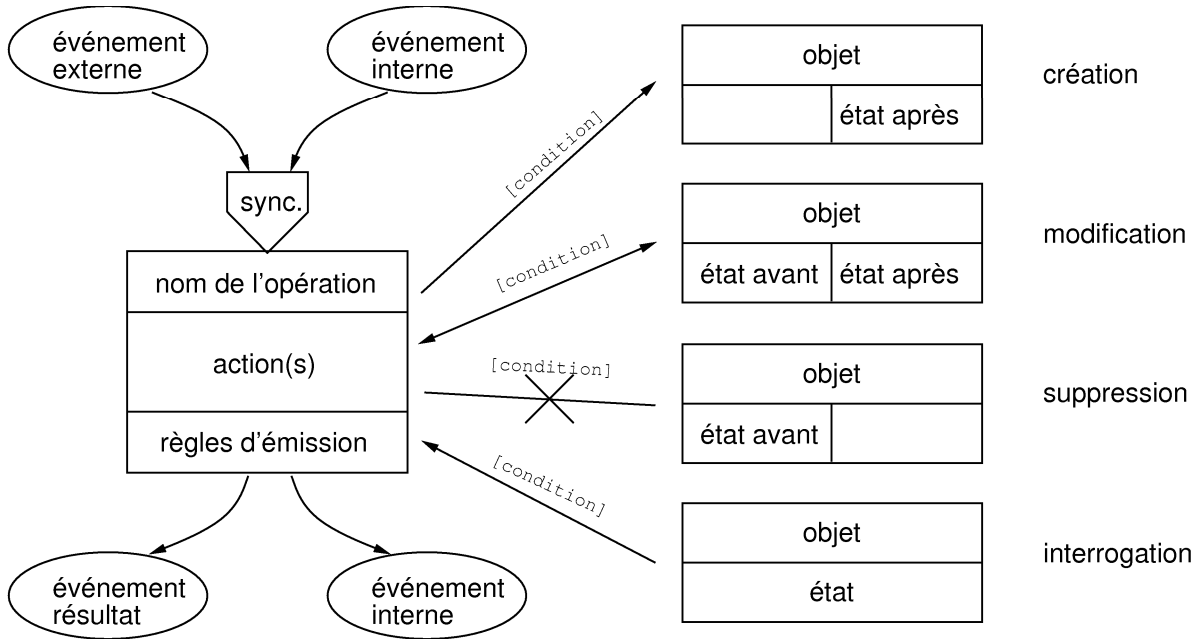 événement
externe
événement
interne
sync.
nom de l'opération
action(s)
règles d'émission
événement
résultat
événement
interne
[condition]
[condition]
[condition]
[condition]
objet
état après
création
objet
état avant
état après
modification
objet
état avant
suppression
objet
état
interrogation